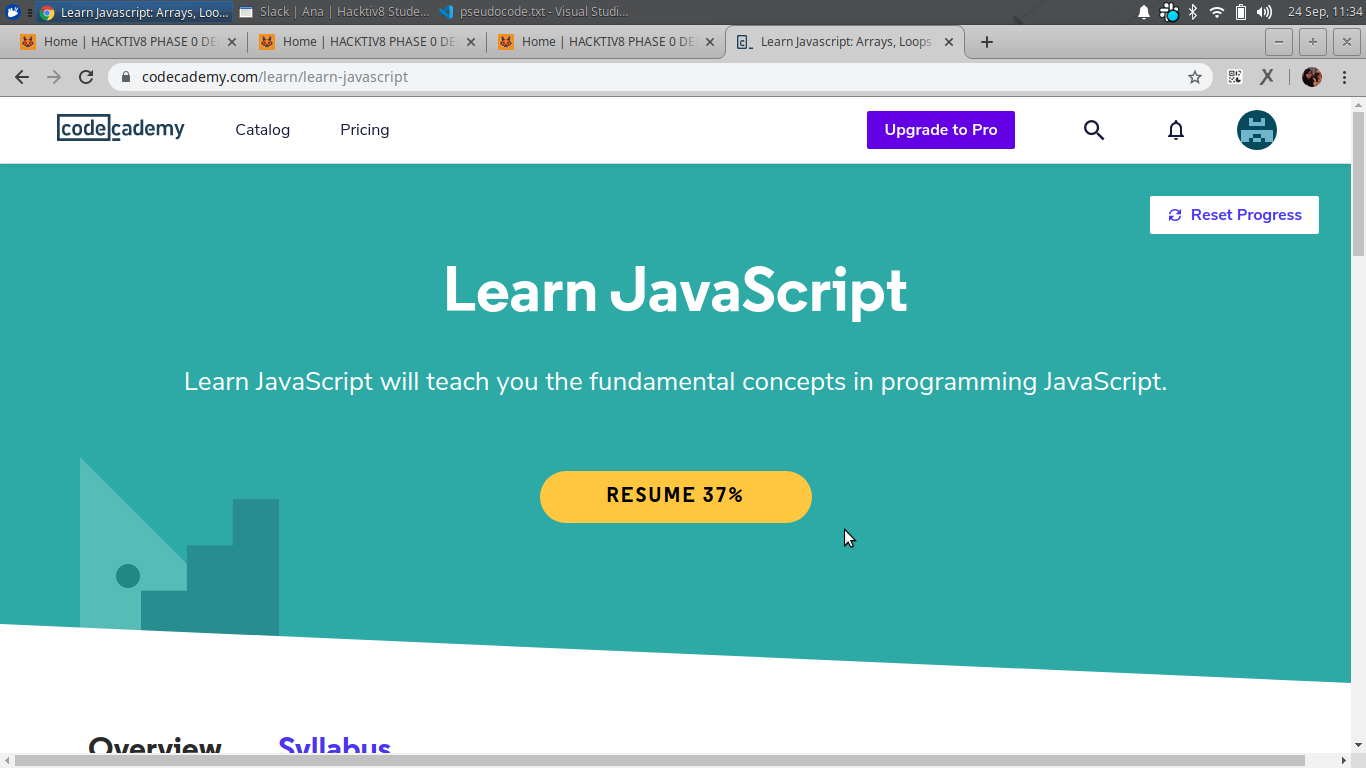 Learn Javascript: Arrays, Loo... Slack | Ana | Hacktiv8 Stude... pseudocode.txt - Visual Studi... 24 Sep, 11:34
Home | HACKTIV8 PHASE 0 DE Home | HACKTIV8 PHASE 0 DE Home | HACKTIV8 PHASE 0 DE C_ Learn Javascript: Arrays, Loops
codecademy.com/learn/learn-javascript X
codecademy Catalog Pricing Upgrade to Pro
Reset Progress
Learn JavaScript
Learn JavaScript will teach you the fundamental concepts in programming JavaScript.
RESUME 37%
Overview Syllabus